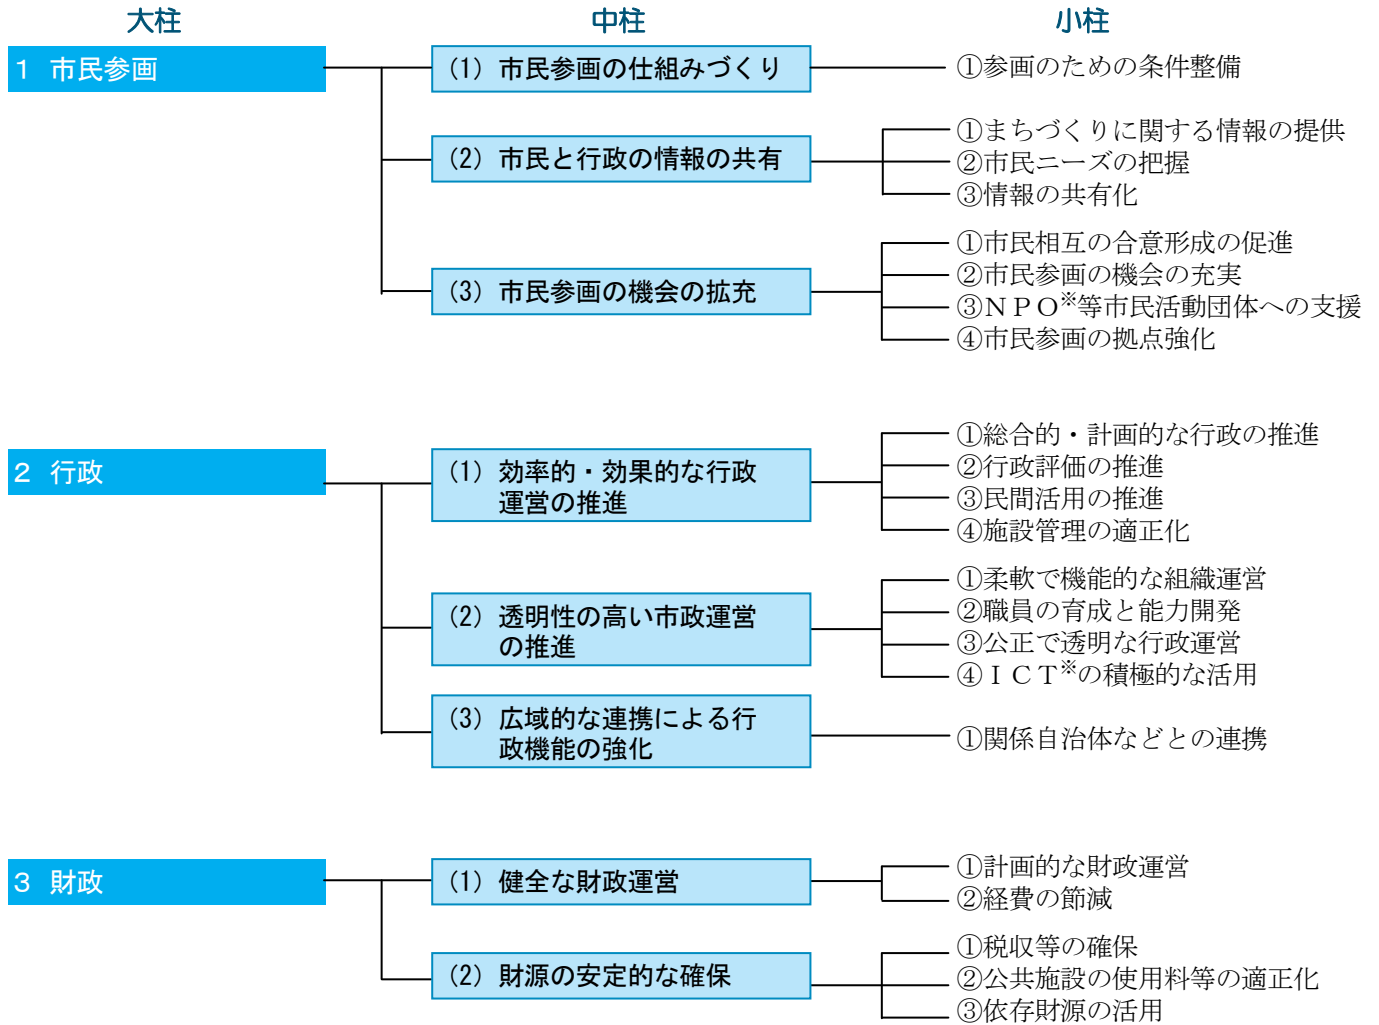 大柱 中柱 小柱
1 市民参画
(1) 市民参画の仕組みづくり
①参画のための条件整備
(2) 市民と行政の情報の共有
①まちづくりに関する情報の提供
②市民ニーズの把握
③情報の共有化
(3) 市民参画の機会の拡充
①市民相互の合意形成の促進
②市民参画の機会の充実
③ＮＰＯ※等市民活動団体への支援
④市民参画の拠点強化
2 行政
(1) 効率的・効果的な行政
運営の推進
①総合的・計画的な行政の推進
②行政評価の推進
③民間活用の推進
④施設管理の適正化
(2) 透明性の高い市政運営
の推進
①柔軟で機能的な組織運営
②職員の育成と能力開発
③公正で透明な行政運営
④ＩＣＴ※の積極的な活用
(3) 広域的な連携による行
政機能の強化
①関係自治体などとの連携
3 財政
(1) 健全な財政運営
①計画的な財政運営
②経費の節減
(2) 財源の安定的な確保
①税収等の確保
②公共施設の使用料等の適正化
③依存財源の活用